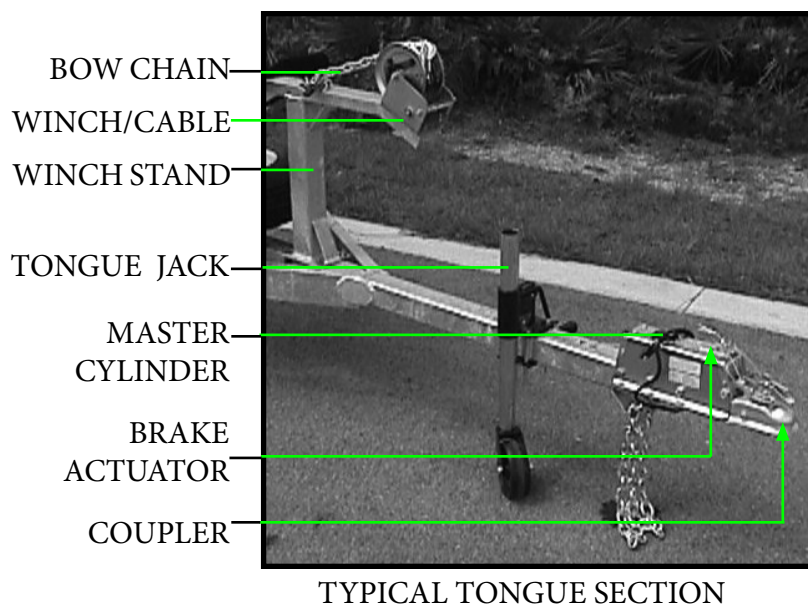 BOW CHAIN
WINCH/CABLE
WINCH STAND
TONGUE JACK
MASTER
CYLINDER
BRAKE
ACTUATOR
COUPLER
TYPICAL TONGUE SECTION